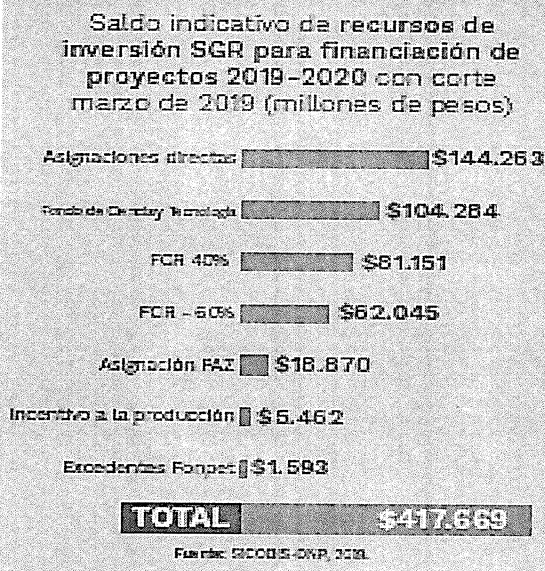 Saldo indicativo de recursos de
inversión SGR para financiación de
proyectos 2019-2020 con corte
marzo de 2019 (millones de pesos)
Asignaciones directas $144.263
Fondo de Ciencia y Tecnología $104.284
FCR 40% $81.151
FCR - 60% $62.045
Asignación PAZ $18.870
Incentivo a la producción $5.462
Excedentes Fonpet $1.593
TOTAL $417.669
Fuente: SICODIS-DNP, 2019.